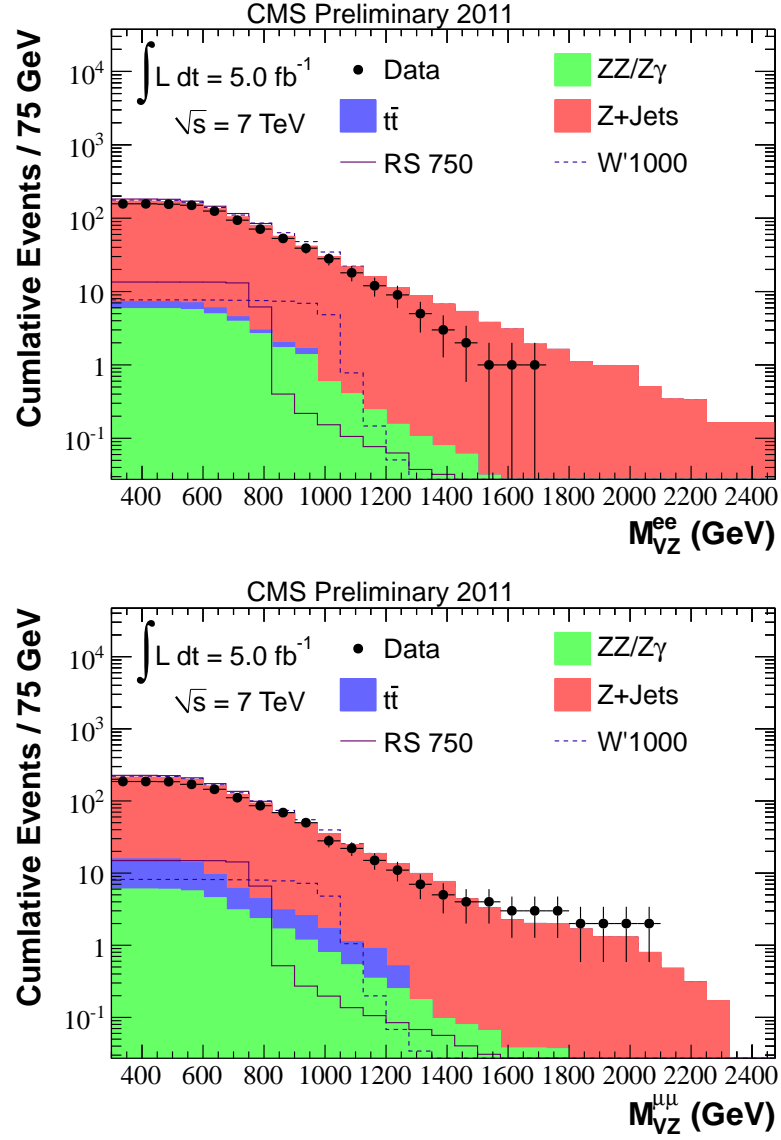 CMS Preliminary 2011
Cumlative Events / 75 GeV
10⁴
10³
10²
10
1
10⁻¹
∫ L dt = 5.0 fb⁻¹
√s = 7 TeV
Data
ZZ/Zγ
tt̄
Z+Jets
RS 750
W'1000
400 600 800 1000 1200 1400 1600 1800 2000 2200 2400
M_VZ^ee (GeV)
CMS Preliminary 2011
Cumlative Events / 75 GeV
10⁴
10³
10²
10
1
10⁻¹
∫ L dt = 5.0 fb⁻¹
√s = 7 TeV
Data
ZZ/Zγ
tt̄
Z+Jets
RS 750
W'1000
400 600 800 1000 1200 1400 1600 1800 2000 2200 2400
M_VZ^μμ (GeV)